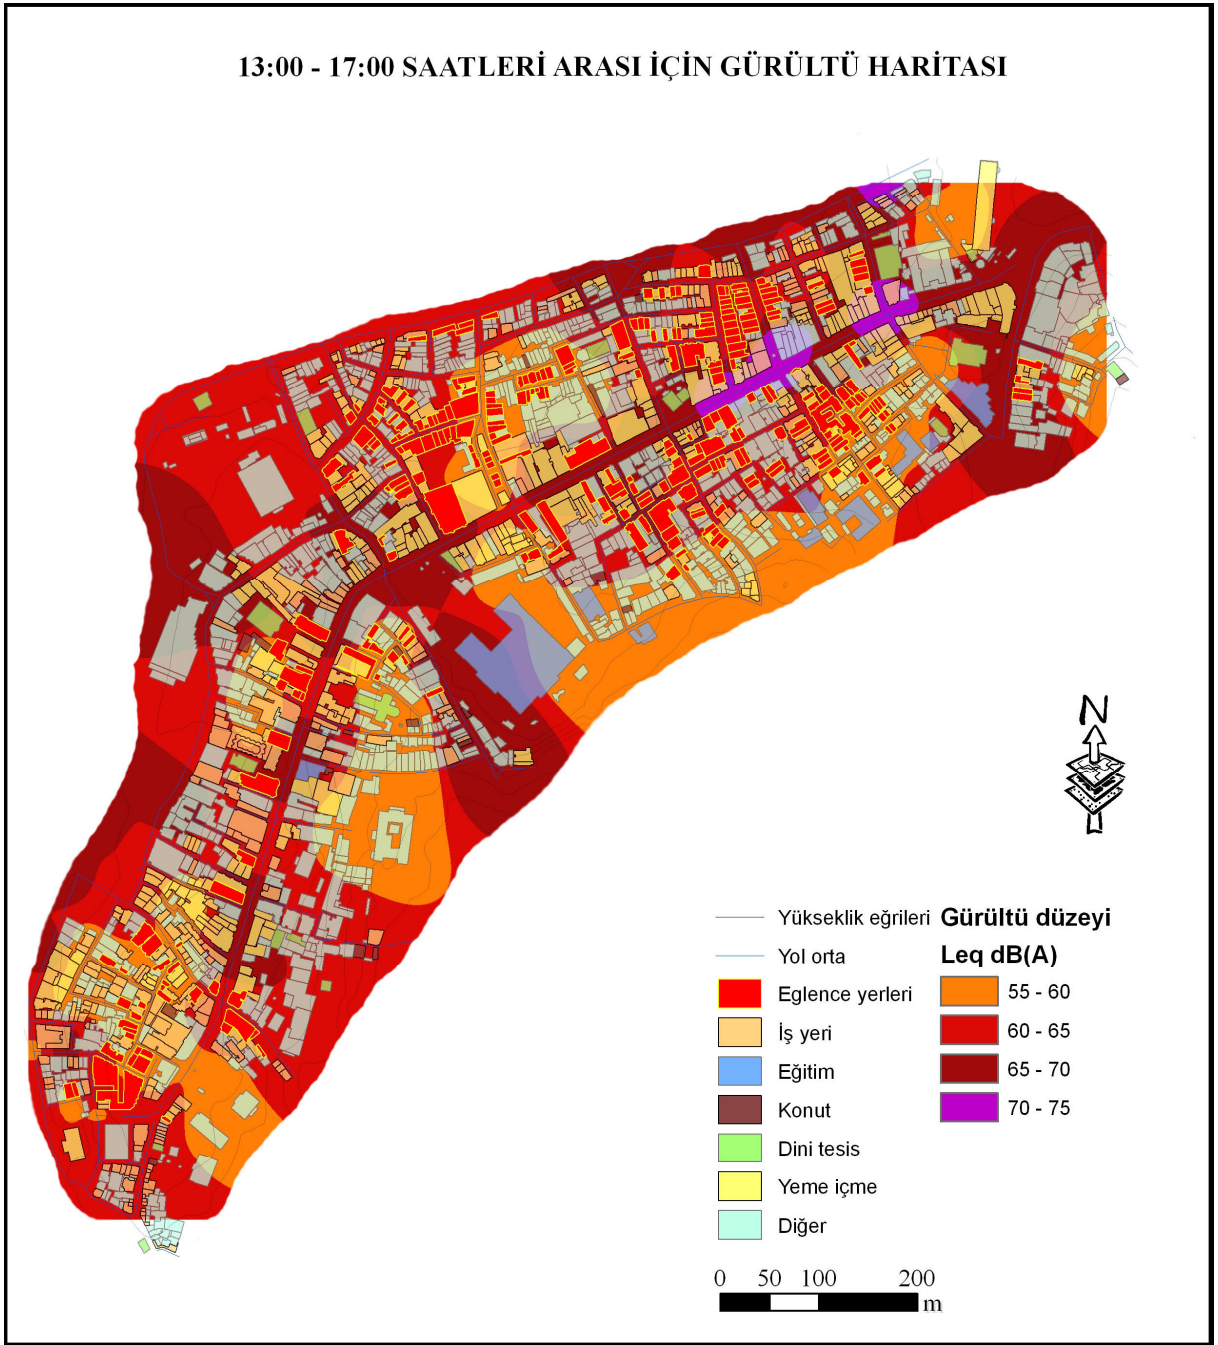 13:00 - 17:00 SAATLERİ ARASI İÇİN GÜRÜLTÜ HARİTASI
N
Yükseklik eğrileri
Yol orta
Eglence yerleri
İş yeri
Eğitim
Konut
Dini tesis
Yeme içme
Diğer
Gürültü düzeyi
Leq dB(A)
55 - 60
60 - 65
65 - 70
70 - 75
0 50 100 200
m